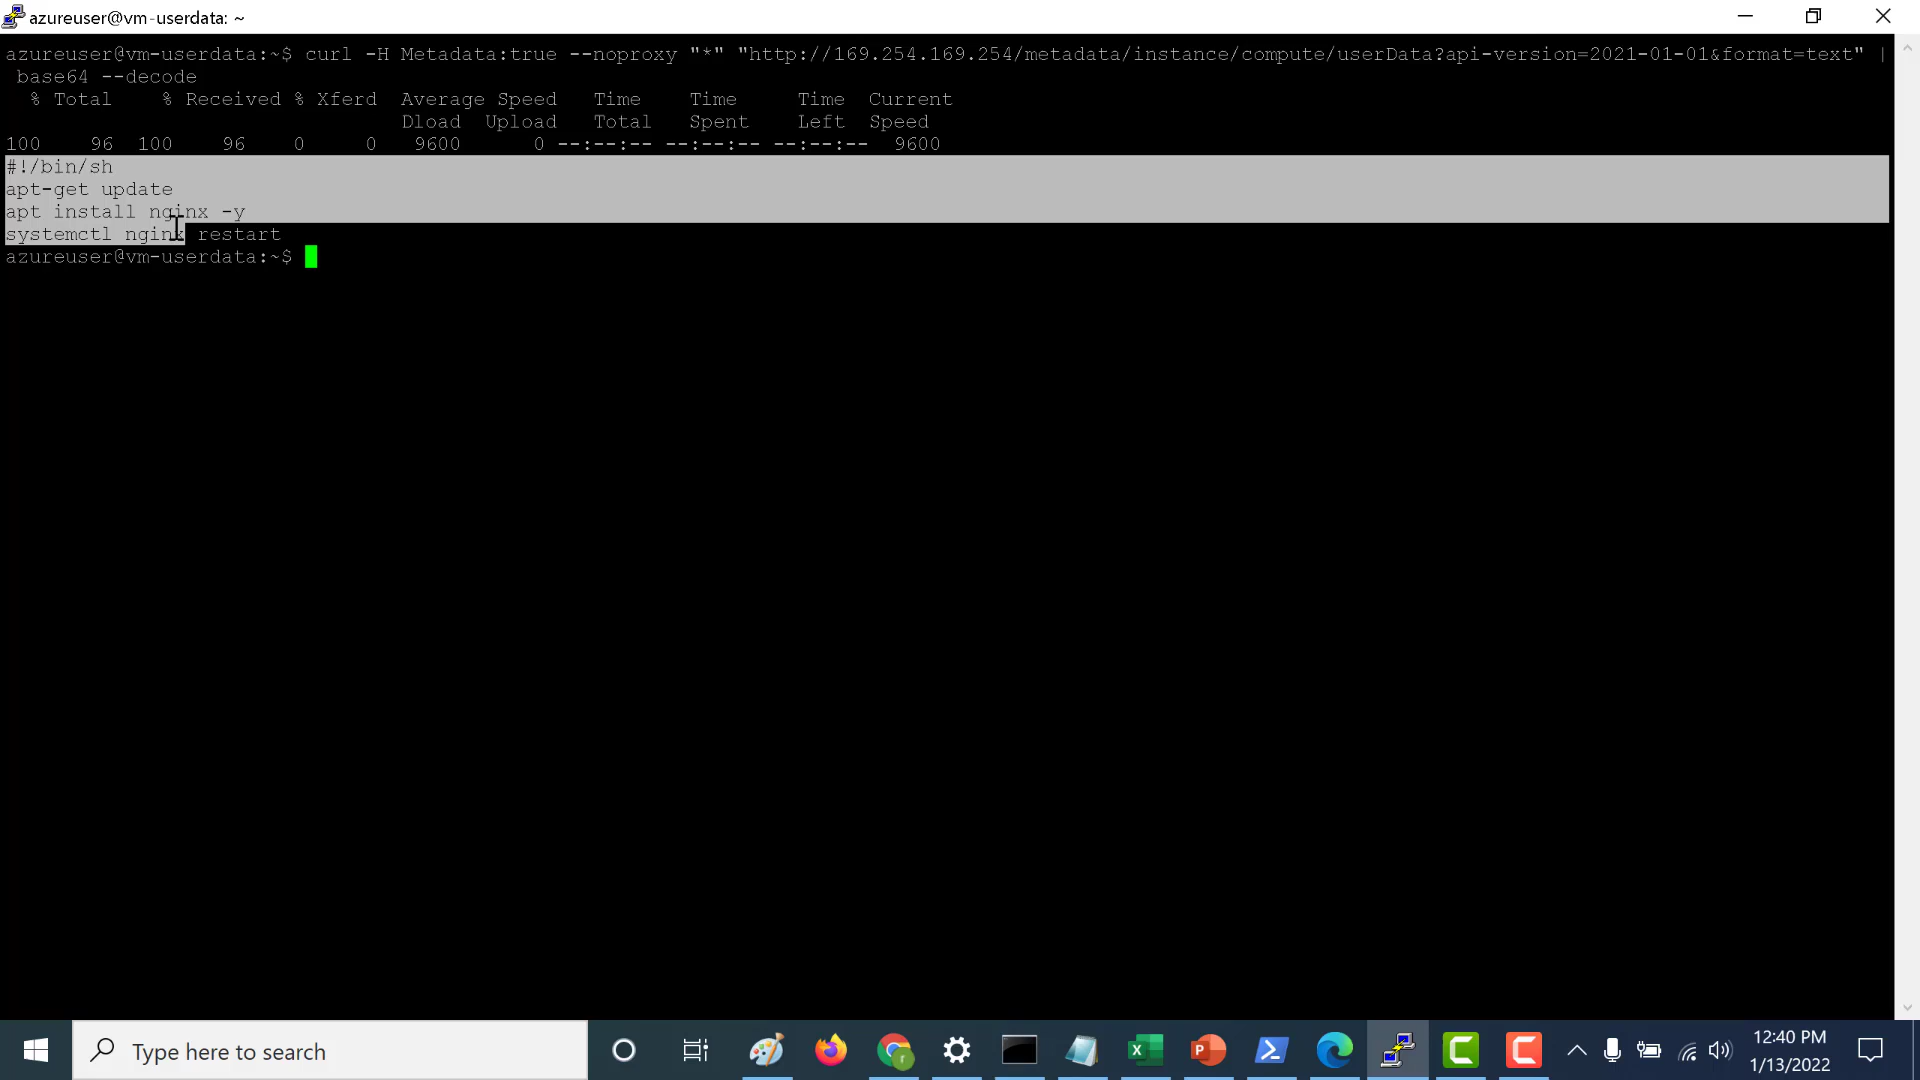 azureuser@vm-userdata: ~
azureuser@vm-userdata:~$ curl -H Metadata:true --noproxy "*" "http://169.254.169.254/metadata/instance/compute/userData?api-version=2021-01-01&format=text" |
base64 --decode
% Total % Received % Xferd Average Speed Time Time Time Current
Dload Upload Total Spent Left Speed
100 96 100 96 0 0 9600 0 --:--:-- --:--:-- --:--:-- 9600
#!/bin/sh
apt-get update
apt install nginx -y
systemctl nginx restart
azureuser@vm-userdata:~$
Type here to search
12:40 PM
1/13/2022